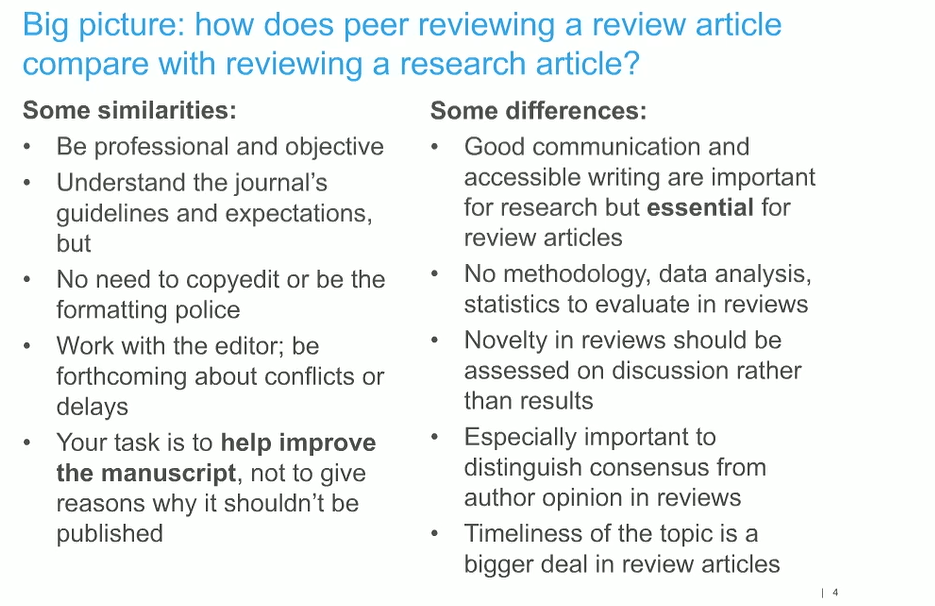 Big picture: how does peer reviewing a review article
compare with reviewing a research article?
Some similarities:
• Be professional and objective
• Understand the journal's
guidelines and expectations,
but
• No need to copyedit or be the
formatting police
• Work with the editor; be
forthcoming about conflicts or
delays
• Your task is to help improve
the manuscript, not to give
reasons why it shouldn't be
published
Some differences:
• Good communication and
accessible writing are important
for research but essential for
review articles
• No methodology, data analysis,
statistics to evaluate in reviews
• Novelty in reviews should be
assessed on discussion rather
than results
• Especially important to
distinguish consensus from
author opinion in reviews
• Timeliness of the topic is a
bigger deal in review articles
| 4